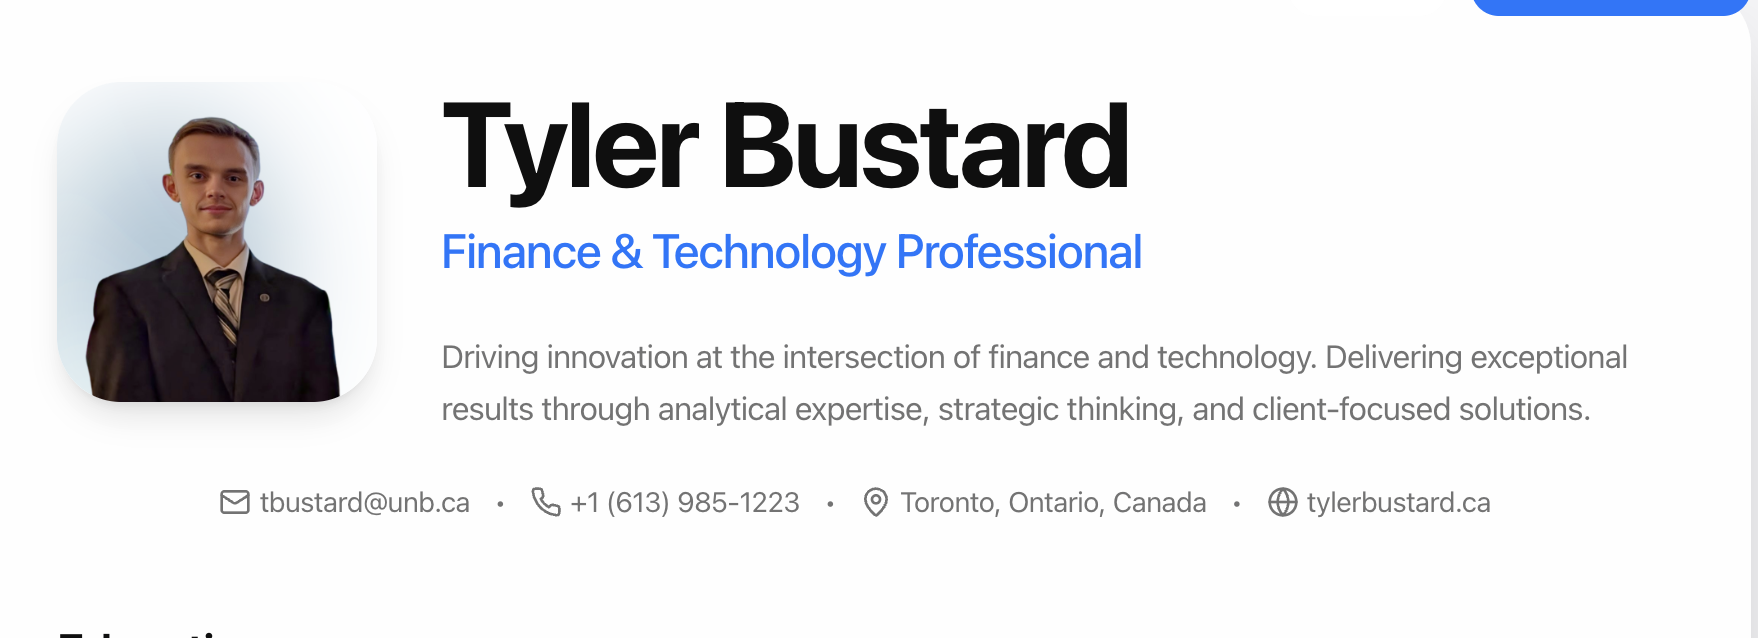 Tyler Bustard
Finance & Technology Professional
Driving innovation at the intersection of finance and technology. Delivering exceptional
results through analytical expertise, strategic thinking, and client-focused solutions.
tbustard@unb.ca • +1 (613) 985-1223 • Toronto, Ontario, Canada • tylerbustard.ca